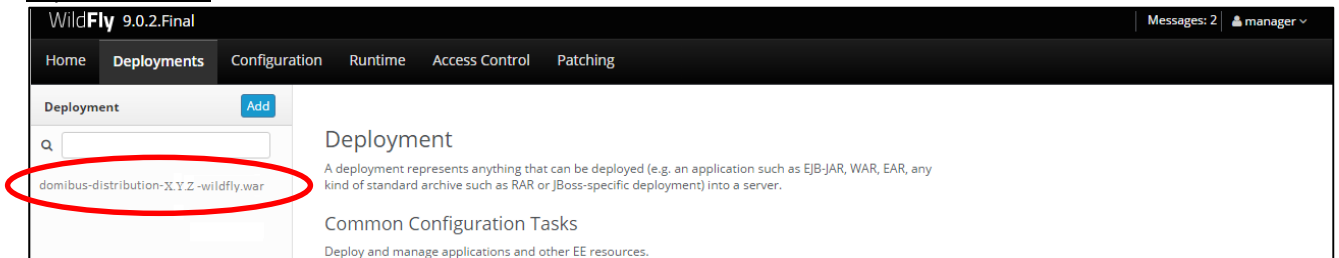 WildFly 9.0.2.Final
Messages: 2 manager
Home Deployments Configuration Runtime Access Control Patching
Deployment Add
Deployment
A deployment represents anything that can be deployed (e.g. an application such as EJB-JAR, WAR, EAR, any
kind of standard archive such as RAR or JBoss-specific deployment) into a server.
domibus-distribution-X.Y.Z -wildfly.war
Common Configuration Tasks
Deploy and manage applications and other EE resources.